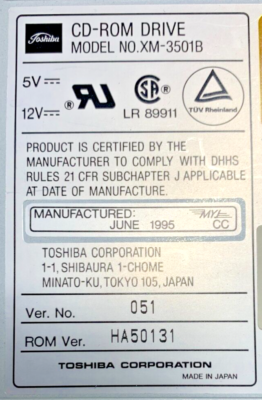 Toshiba
CD-ROM DRIVE
MODEL NO.XM-3501B
5V
12V
LR 89911
TÜV Rheinland
PRODUCT IS CERTIFIED BY THE
MANUFACTURER TO COMPLY WITH DHHS
RULES 21 CFR SUBCHAPTER J APPLICABLE
AT DATE OF MANUFACTURE.
MANUFACTURED:
JUNE 1995 CC
TOSHIBA CORPORATION
1-1, SHIBAURA 1-CHOME
MINATO-KU, TOKYO 105, JAPAN
Ver. No. 051
ROM Ver. HA50131
TOSHIBA CORPORATION
MADE IN JAPAN